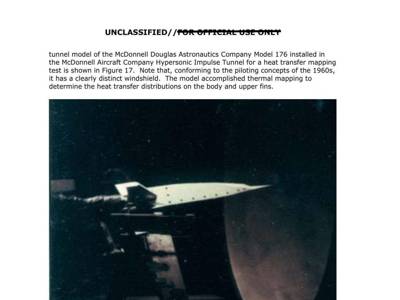 UNCLASSIFIED//FOR OFFICIAL USE ONLY
tunnel model of the McDonnell Douglas Astronautics Company Model 176 installed in
the McDonnell Aircraft Company Hypersonic Impulse Tunnel for a heat transfer mapping
test is shown in Figure 17. Note that, conforming to the piloting concepts of the 1960s,
it has a clearly distinct windshield. The model accomplished thermal mapping to
determine the heat transfer distributions on the body and upper fins.